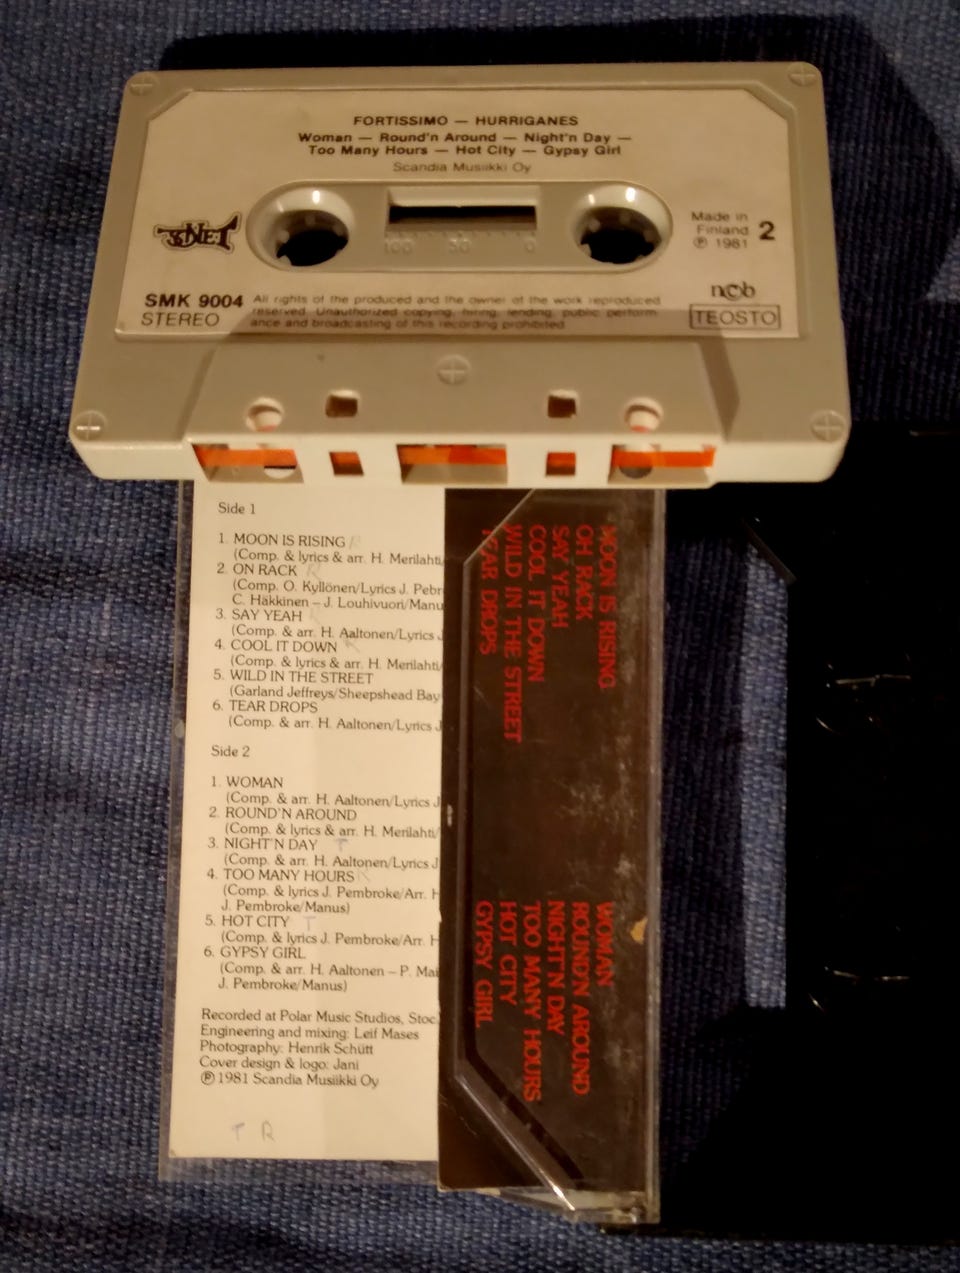 FORTISSIMO — HURRIGANES
Woman — Round'n Around — Night'n Day —
Too Many Hours — Hot City — Gypsy Girl
Scandia Musiikki Oy
100 50 0
Made in
Finland
℗ 1981
2
SMK 9004
STEREO
All rights of the produced and the owner of the work reproduced
reserved. Unauthorized copying, hiring, lending, public perform
ance and broadcasting of this recording prohibited
ncb
TEOSTO
Side 1
1. MOON IS RISING R
(Comp. & lyrics & arr. H. Merilahti/
2. ON RACK R
(Comp. O. Kyllönen/Lyrics J. Pebr
C. Häkkinen – J. Louhivuori/Manu
3. SAY YEAH
(Comp. & arr. H. Aaltonen/Lyrics J
4. COOL IT DOWN R
(Comp. & lyrics & arr. H. Merilahti/
5. WILD IN THE STREET
(Garland Jeffreys/Sheepshead Bay
6. TEAR DROPS
(Comp. & arr. H. Aaltonen/Lyrics J
Side 2
1. WOMAN
(Comp. & arr. H. Aaltonen/Lyrics J
2. ROUND'N AROUND
(Comp. & lyrics & arr. H. Merilahti/
3. NIGHT'N DAY T
(Comp. & arr. H. Aaltonen/Lyrics J
4. TOO MANY HOURS R
(Comp. & lyrics J. Pembroke/Arr. H
J. Pembroke/Manus)
5. HOT CITY T
(Comp. & lyrics J. Pembroke/Arr. H
6. GYPSY GIRL
(Comp. & arr. H. Aaltonen – P. Mai
J. Pembroke/Manus)
Recorded at Polar Music Studios, Stoc
Engineering and mixing: Leif Mases
Photography: Henrik Schütt
Cover design & logo: Jani
℗ 1981 Scandia Musiikki Oy
T R
MOON IS RISING
OH RACK
SAY YEAH
COOL IT DOWN
WILD IN THE STREET
TEAR DROPS
WOMAN
ROUND'N AROUND
NIGHT'N DAY
TOO MANY HOURS
HOT CITY
GYPSY GIRL